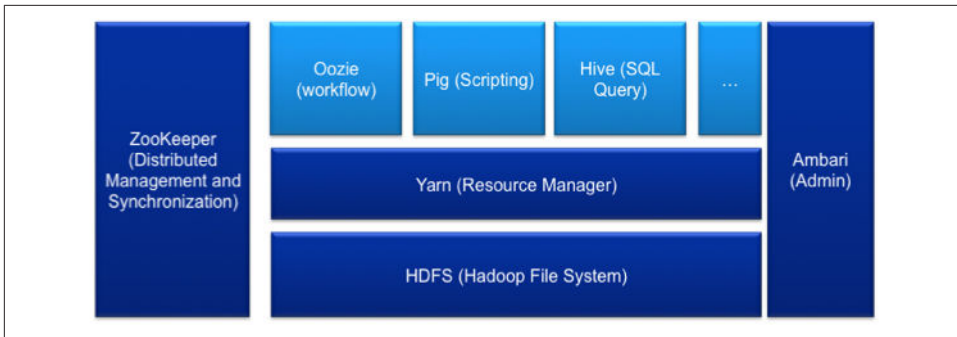 ZooKeeper
(Distributed
Management and
Synchronization)
Oozie
(workflow)
Pig (Scripting)
Hive (SQL
Query)
...
Yarn (Resource Manager)
HDFS (Hadoop File System)
Ambari
(Admin)